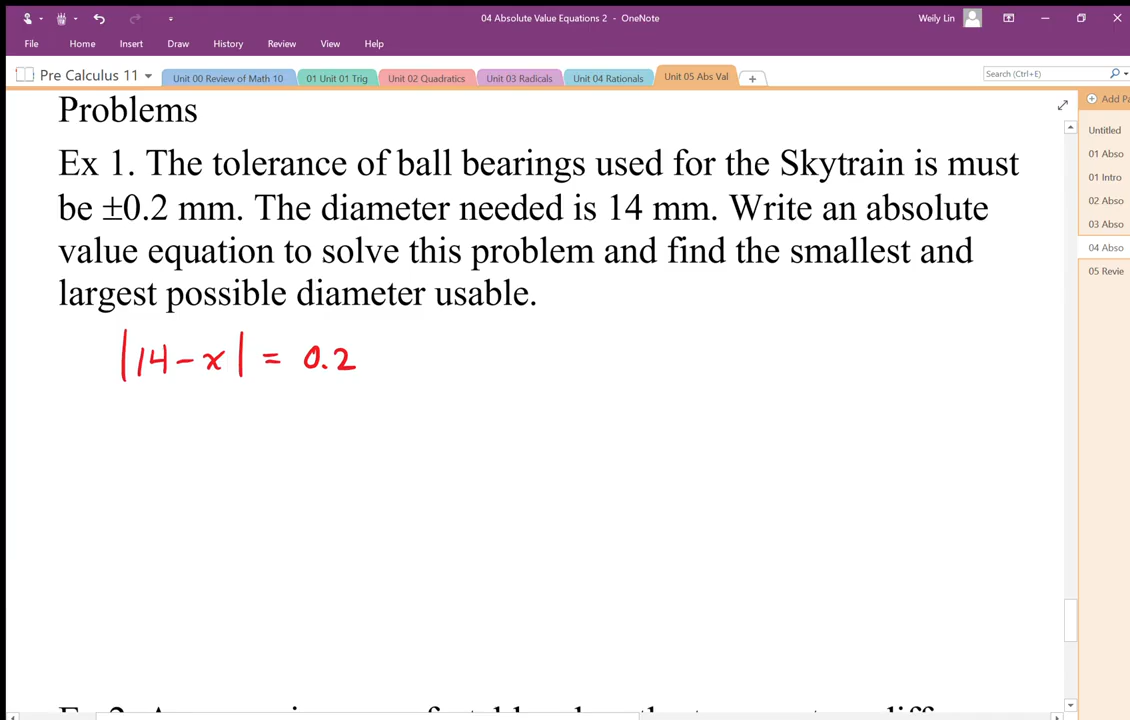 04 Absolute Value Equations 2 - OneNote
Weily Lin
File Home Insert Draw History Review View Help
Pre Calculus 11
Unit 00 Review of Math 10
01 Unit 01 Trig
Unit 02 Quadratics
Unit 03 Radicals
Unit 04 Rationals
Unit 05 Abs Val
Search (Ctrl+E)
Problems
Ex 1. The tolerance of ball bearings used for the Skytrain is must
be ±0.2 mm. The diameter needed is 14 mm. Write an absolute
value equation to solve this problem and find the smallest and
largest possible diameter usable.
|14 - x| = 0.2
Add Pa
Untitled
01 Abso
01 Intro
02 Abso
03 Abso
04 Abso
05 Revie